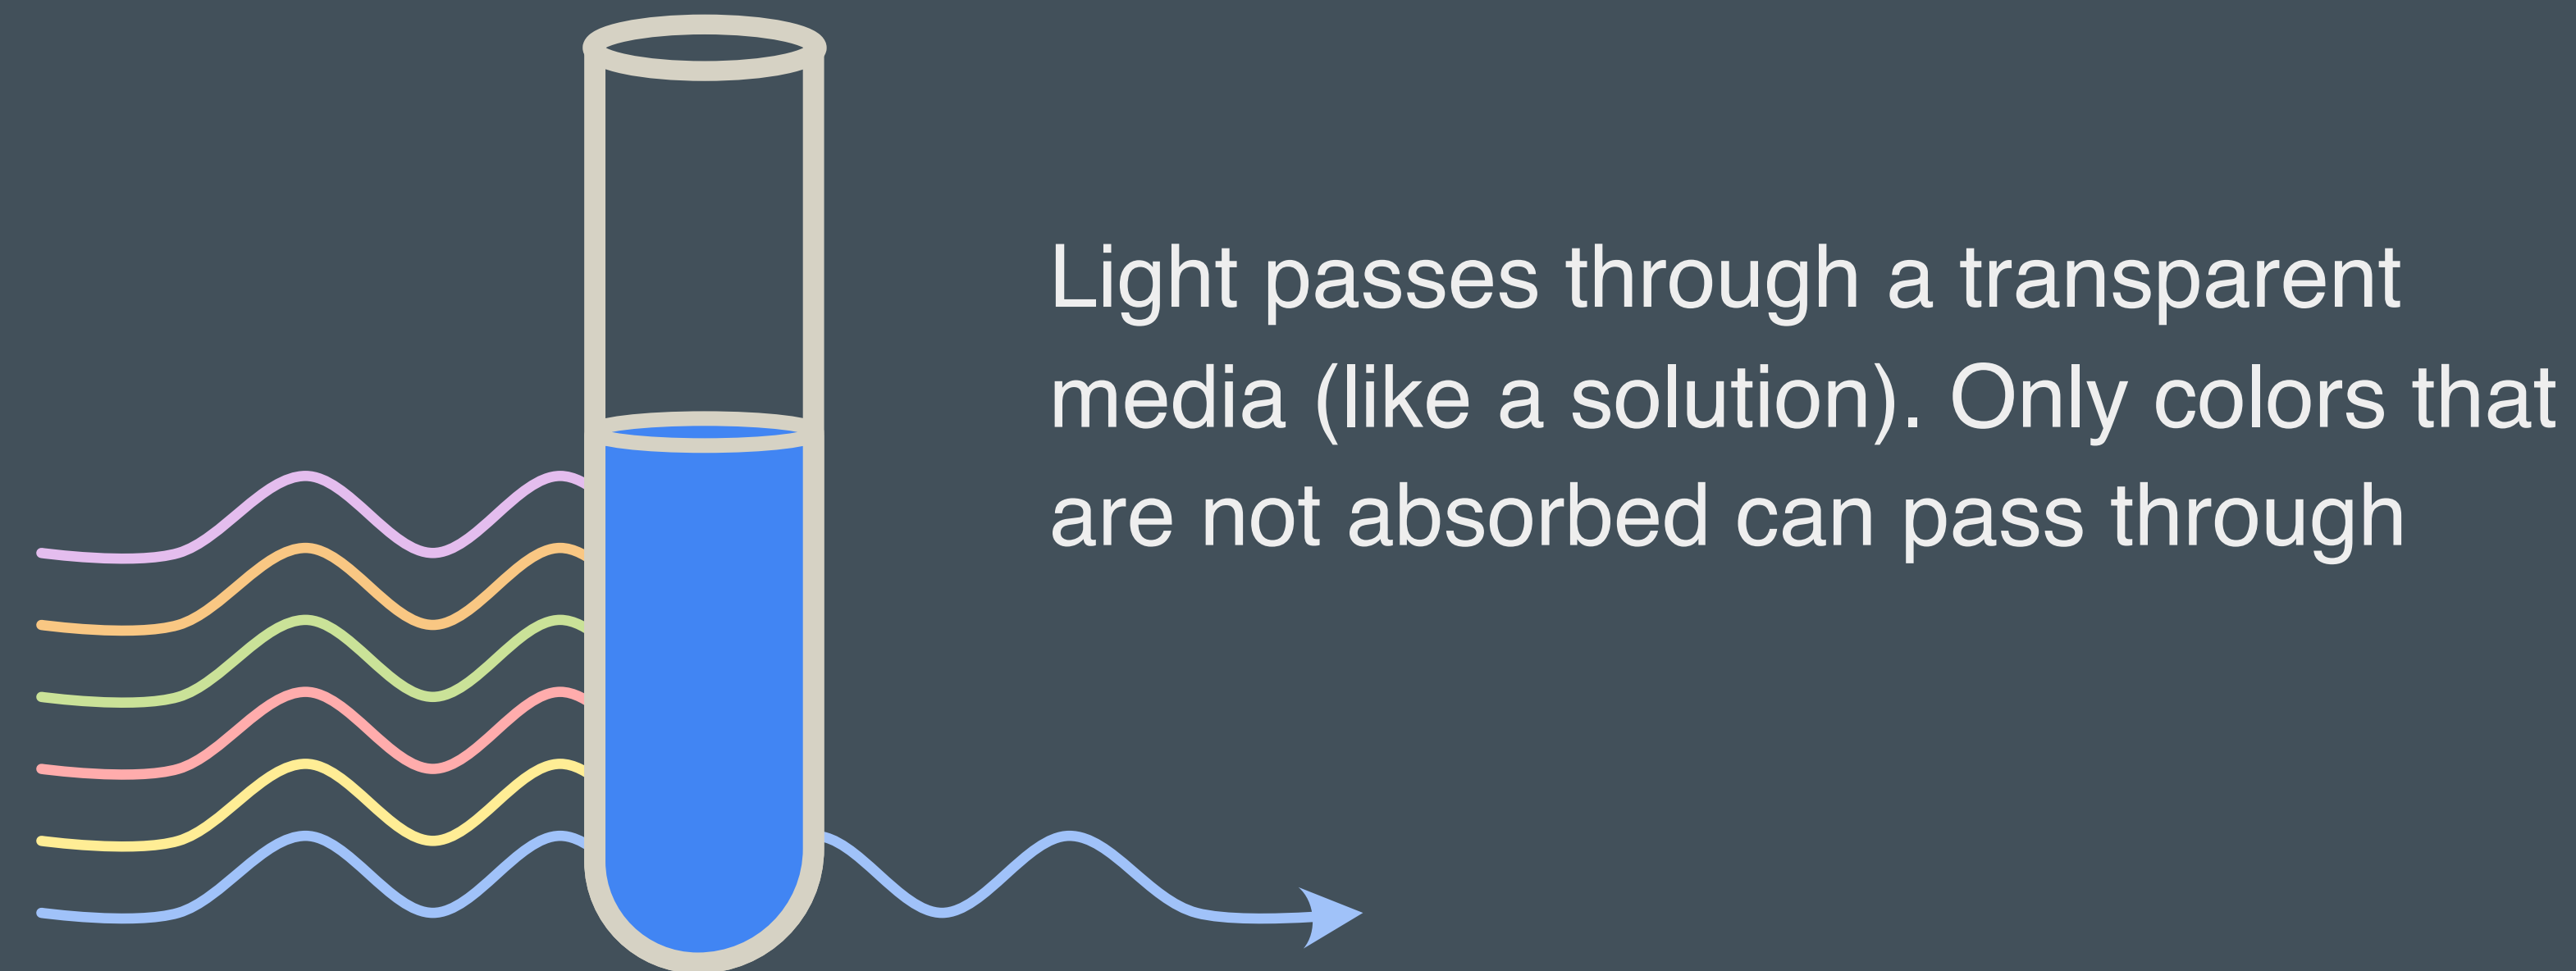 Light passes through a transparent
media (like a solution). Only colors that
are not absorbed can pass through